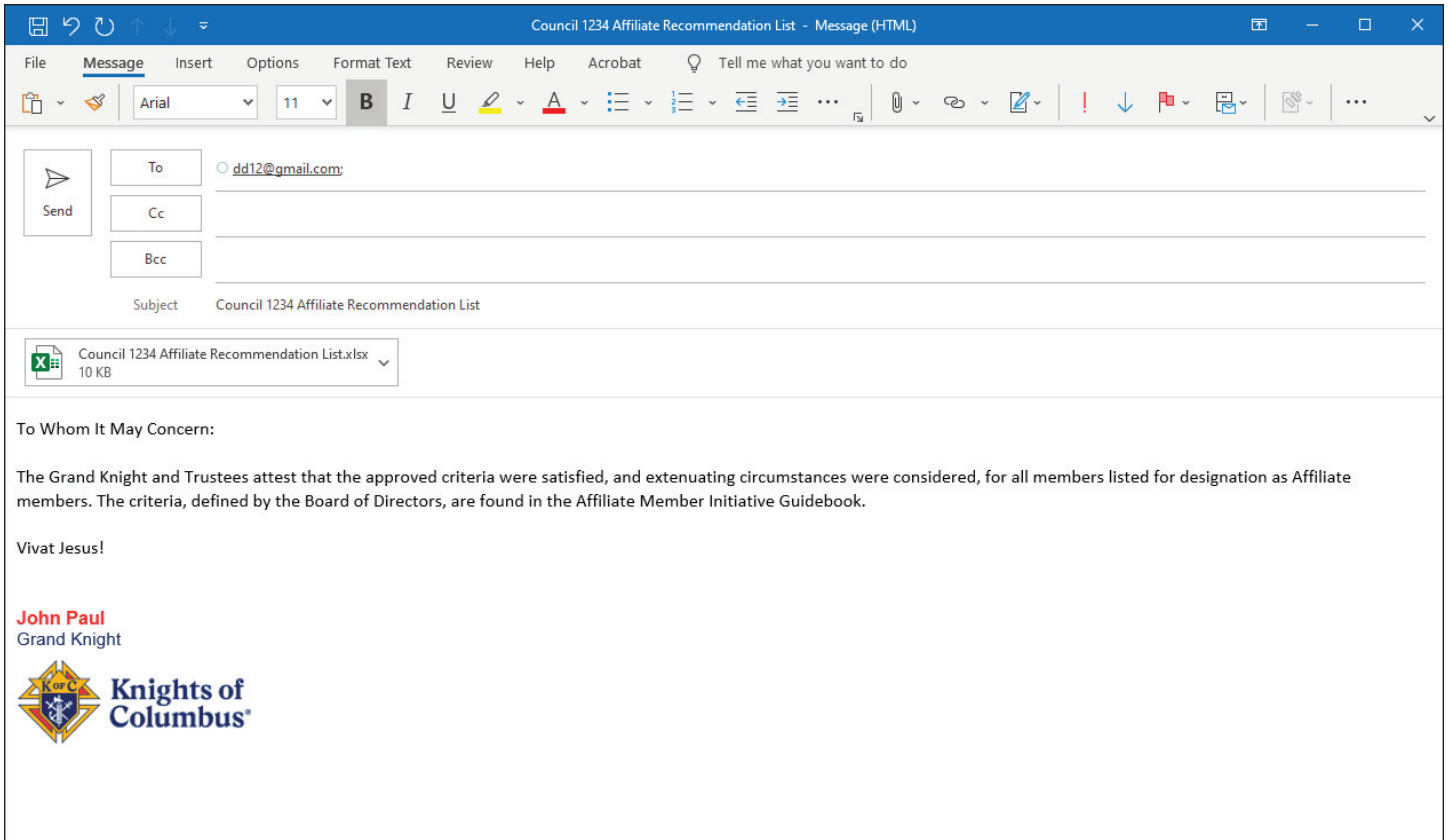 Council 1234 Affiliate Recommendation List - Message (HTML)
File Message Insert Options Format Text Review Help Acrobat Tell me what you want to do
Arial 11 B I U A
To dd12@gmail.com;
Send Cc
Bcc
Subject Council 1234 Affiliate Recommendation List
Council 1234 Affiliate Recommendation List.xlsx
10 KB
To Whom It May Concern:
The Grand Knight and Trustees attest that the approved criteria were satisfied, and extenuating circumstances were considered, for all members listed for designation as Affiliate
members. The criteria, defined by the Board of Directors, are found in the Affiliate Member Initiative Guidebook.
Vivat Jesus!
John Paul
Grand Knight
K OF C
Knights of
Columbus®